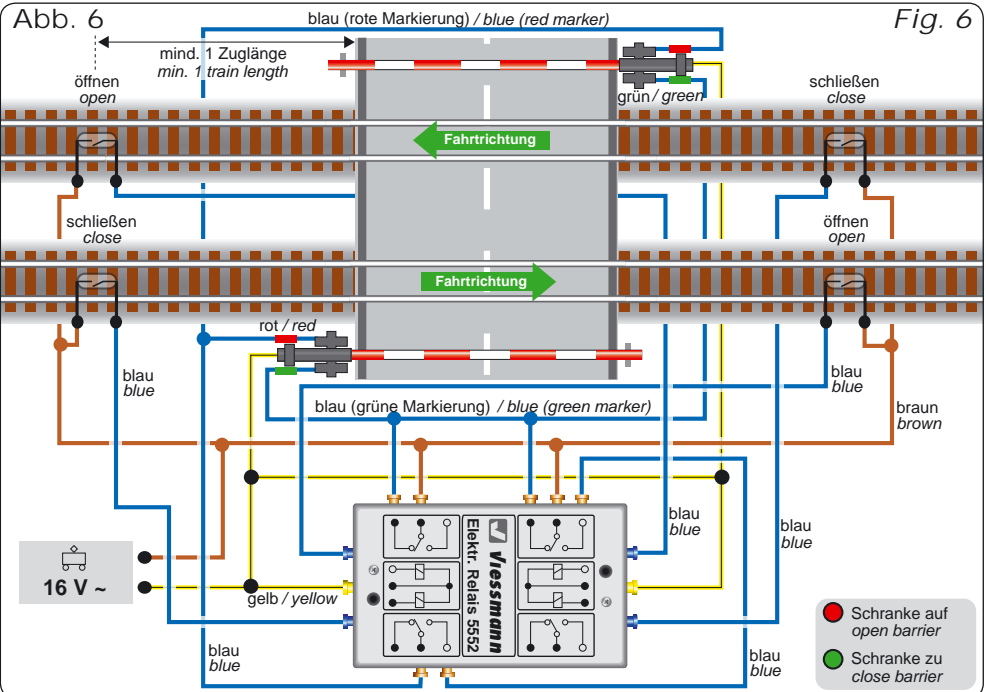 Abb. 6
blau (rote Markierung) / blue (red marker)
Fig. 6
mind. 1 Zuglänge
min. 1 train length
öffnen
open
grün / green
schließen
close
Fahrtrichtung
schließen
close
öffnen
open
Fahrtrichtung
rot / red
blau
blue
blau (grüne Markierung) / blue (green marker)
blau
blue
braun
brown
16 V ~
gelb / yellow
viessmann
Elektr. Relais 5552
blau
blue
blau
blue
blau
blue
blau
blue
Schranke auf
open barrier
Schranke zu
close barrier